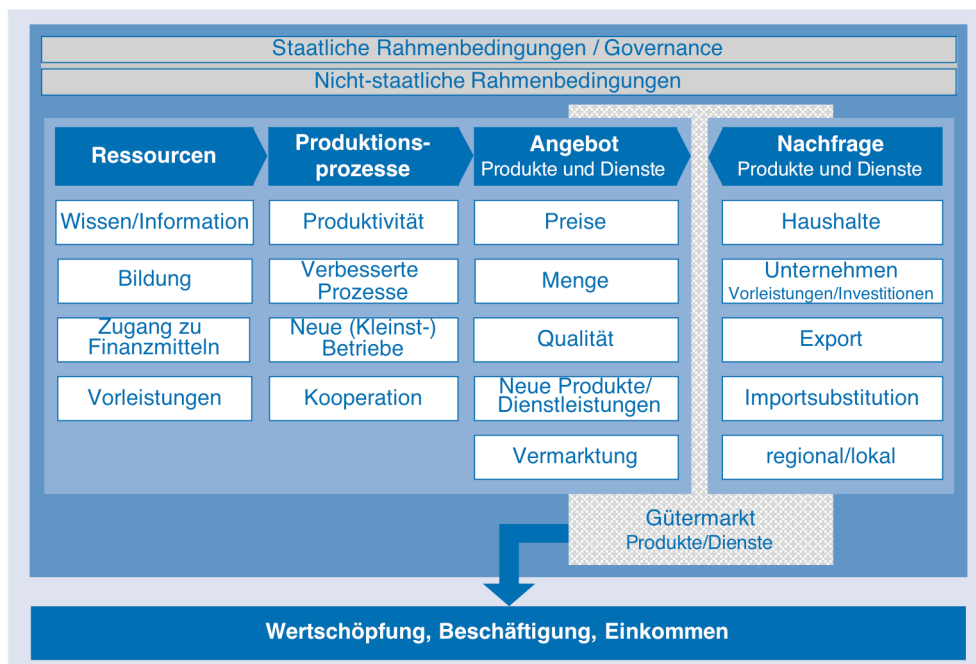 Staatliche Rahmenbedingungen / Governance
Nicht-staatliche Rahmenbedingungen
Ressourcen
Wissen/Information
Bildung
Zugang zu
Finanzmitteln
Vorleistungen
Produktions-
prozesse
Produktivität
Verbesserte
Prozesse
Neue (Kleinst-)
Betriebe
Kooperation
Angebot
Produkte und Dienste
Preise
Menge
Qualität
Neue Produkte/
Dienstleistungen
Vermarktung
Nachfrage
Produkte und Dienste
Haushalte
Unternehmen
Vorleistungen/Investitionen
Export
Importsubstitution
regional/lokal
Gütermarkt
Produkte/Dienste
Wertschöpfung, Beschäftigung, Einkommen